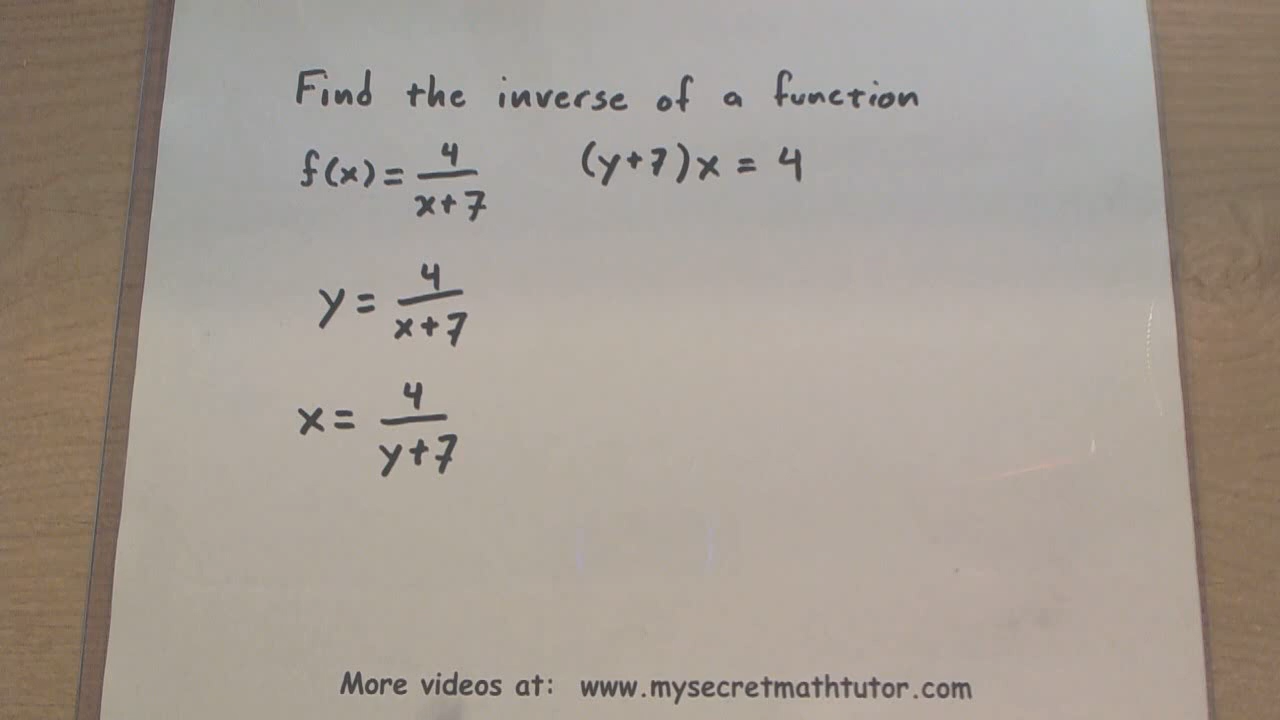 Find the inverse of a function
f(x) = 4/(x+7)
(y+7)x = 4
y = 4/(x+7)
x = 4/(y+7)
More videos at: www.mysecretmathtutor.com